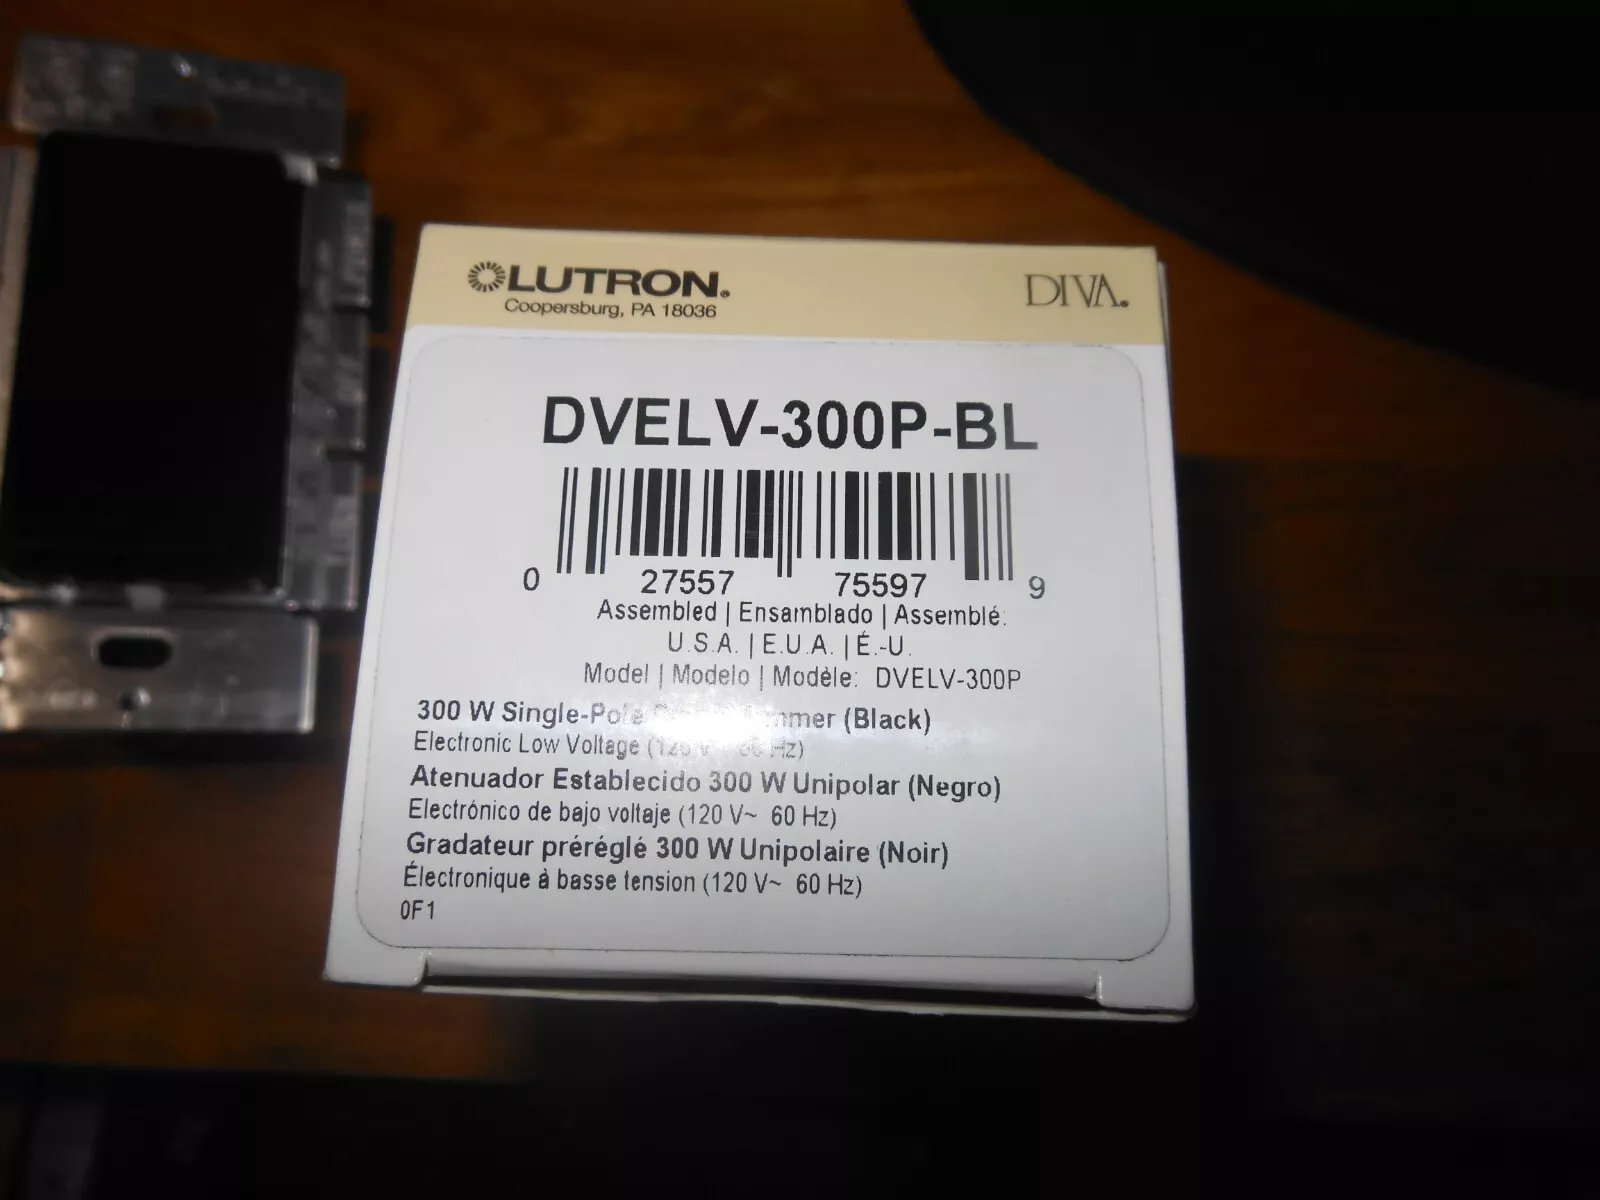 LUTRON.
Coopersburg, PA 18036
DIVA.
DVELV-300P-BL
0 27557 75597 9
Assembled | Ensamblado | Assemblé:
U.S.A. | E.U.A. | É.-U.
Model | Modelo | Modèle: DVELV-300P
300 W Single-Pole (Black)
Electronic Low Voltage
Atenuador Establecido 300 W Unipolar (Negro)
Electrónico de bajo voltaje (120 V~ 60 Hz)
Gradateur préréglé 300 W Unipolaire (Noir)
Électronique à basse tension (120 V~ 60 Hz)
0F1